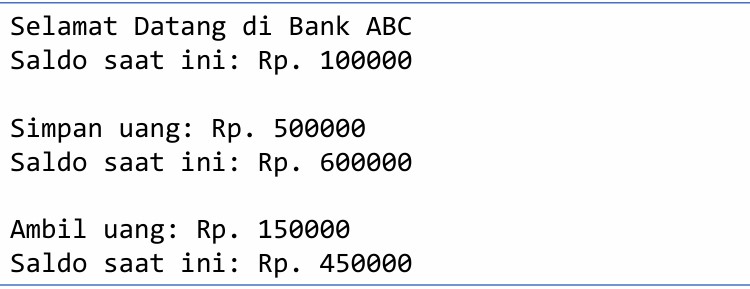 Selamat Datang di Bank ABC
Saldo saat ini: Rp. 100000
Simpan uang: Rp. 500000
Saldo saat ini: Rp. 600000
Ambil uang: Rp. 150000
Saldo saat ini: Rp. 450000